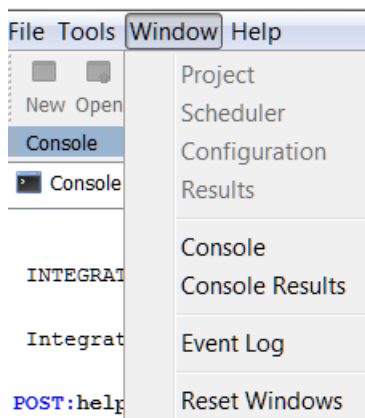 File Tools Window Help
New Open
Console
Console
INTEGRAT
Integrat
POST:help
Project
Scheduler
Configuration
Results
Console
Console Results
Event Log
Reset Windows